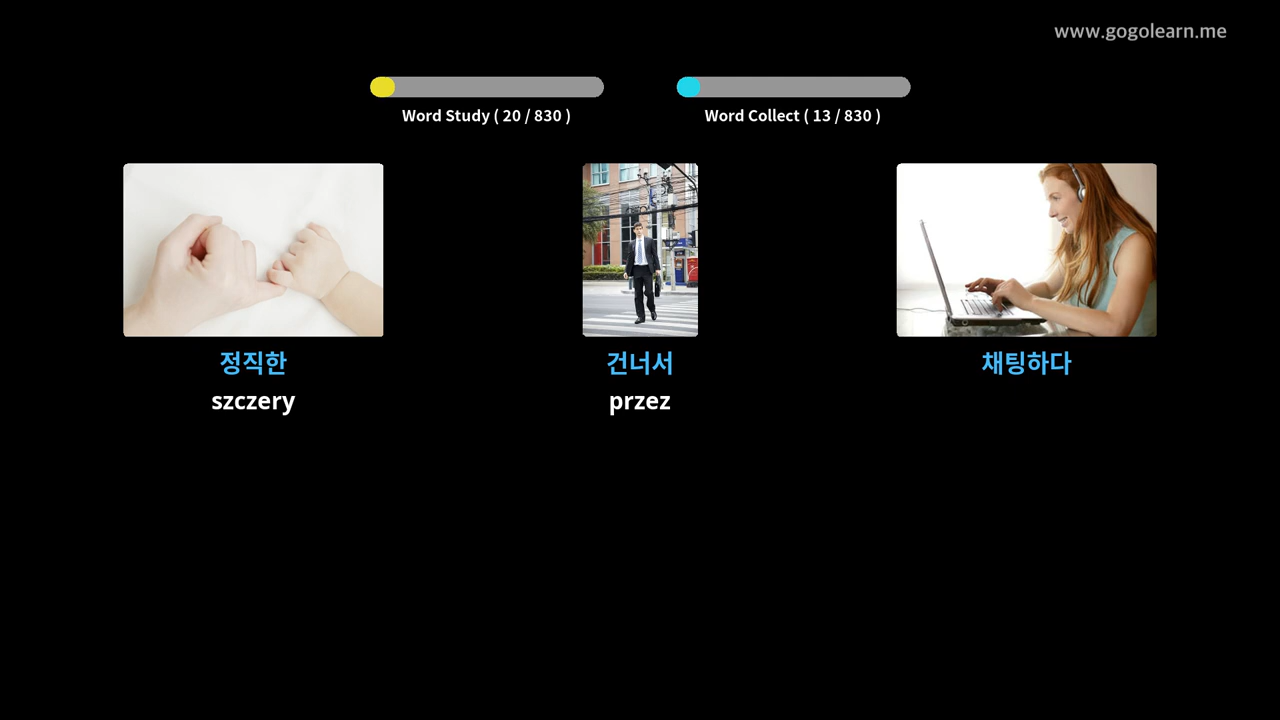 www.gogolearn.me
Word Study ( 20 / 830 )
Word Collect ( 13 / 830 )
정직한
건너서
채팅하다
szczery
przez